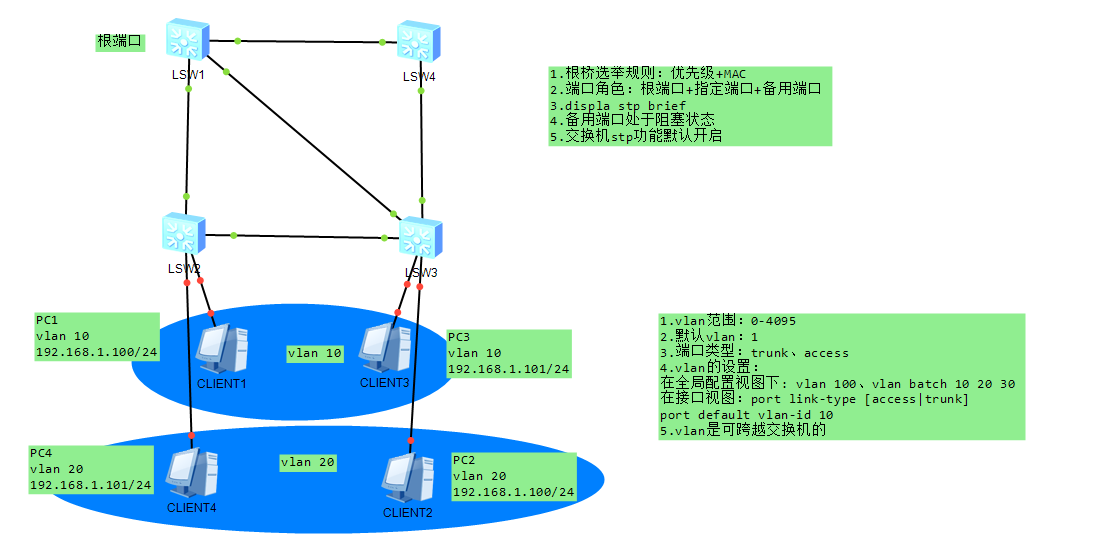 根端口
LSW1
LSW4
1.根桥选举规则：优先级+MAC
2.端口角色：根端口+指定端口+备用端口
3.displa stp brief
4.备用端口处于阻塞状态
5.交换机stp功能默认开启
LSW2
LSW3
PC1
vlan 10
192.168.1.100/24
CLIENT1
vlan 10
CLIENT3
PC3
vlan 10
192.168.1.101/24
1.vlan范围：0-4095
2.默认vlan：1
3.端口类型：trunk、access
4.vlan的设置：
在全局配置视图下：vlan 100、vlan batch 10 20 30
在接口视图：port link-type [access|trunk]
port default vlan-id 10
5.vlan是可跨越交换机的
PC4
vlan 20
192.168.1.101/24
CLIENT4
vlan 20
CLIENT2
PC2
vlan 20
192.168.1.100/24